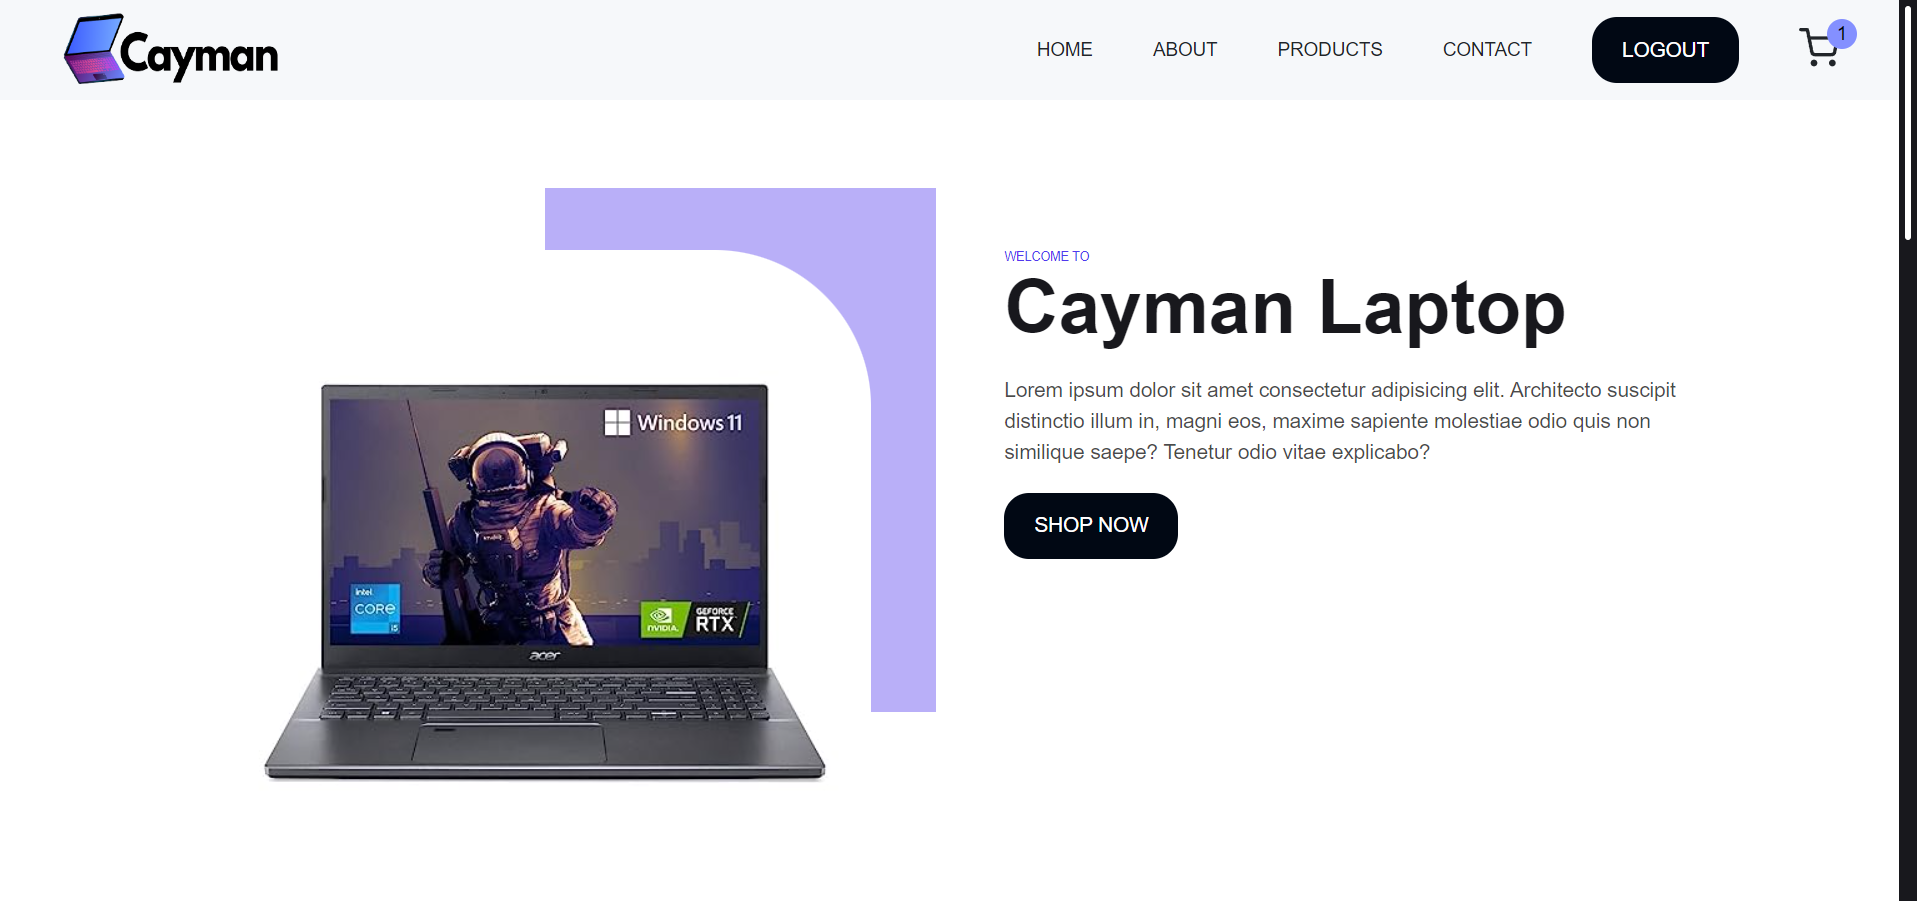 Cayman
HOME
ABOUT
PRODUCTS
CONTACT
LOGOUT
1
WELCOME TO
Cayman Laptop
Lorem ipsum dolor sit amet consectetur adipisicing elit. Architecto suscipit
distinctio illum in, magni eos, maxime sapiente molestiae odio quis non
similique saepe? Tenetur odio vitae explicabo?
SHOP NOW
Windows 11
intel
CORE
i5
NVIDIA.
GEFORCE
RTX
acer